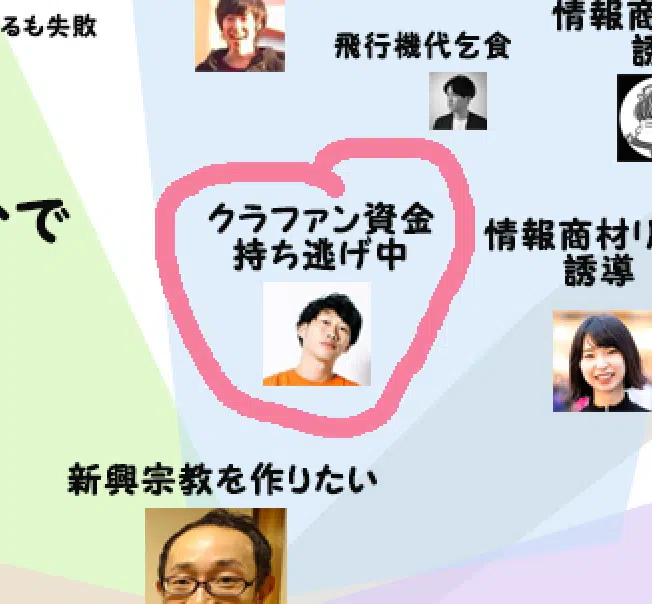 るも失敗
飛行機代乞食
情報商
誘
で
クラファン資金
持ち逃げ中
情報商材り
誘導
新興宗教を作りたい